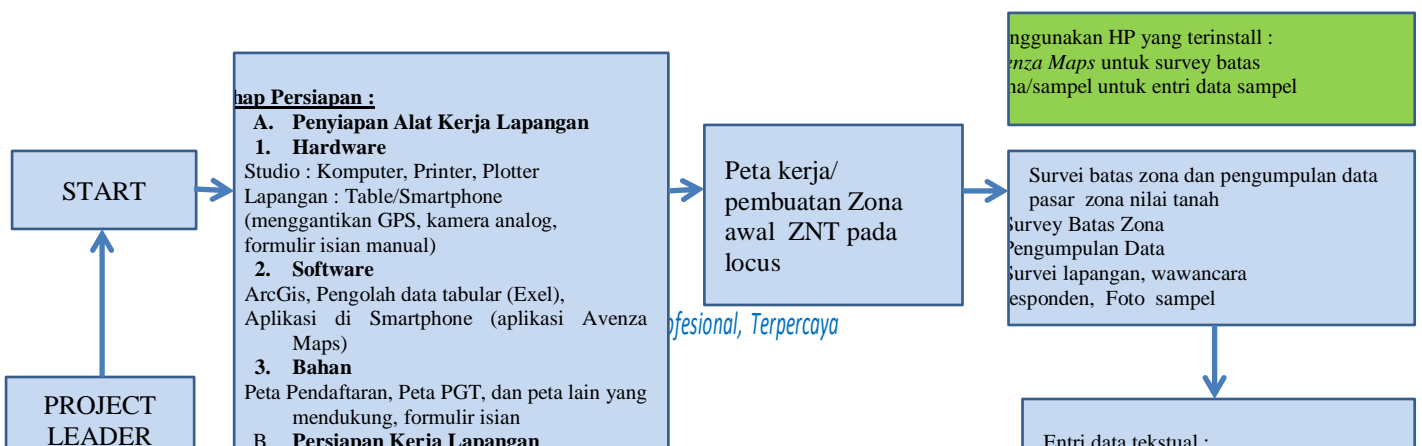 START
PROJECT
LEADER
hap Persiapan :
A. Penyiapan Alat Kerja Lapangan
1. Hardware
Studio : Komputer, Printer, Plotter
Lapangan : Table/Smartphone
(menggantikan GPS, kamera analog,
formulir isian manual)
2. Software
ArcGis, Pengolah data tabular (Exel),
Aplikasi di Smartphone (aplikasi Avenza
Maps)
3. Bahan
Peta Pendaftaran, Peta PGT, dan peta lain yang
mendukung, formulir isian
B. Persiapan Kerja Lapangan
Peta kerja/
pembuatan Zona
awal ZNT pada
locus
ofesional, Terpercaya
nggunakan HP yang terinstall :
enza Maps untuk survey batas
na/sampel untuk entri data sampel
Survei batas zona dan pengumpulan data
pasar zona nilai tanah
Survey Batas Zona
Pengumpulan Data
Survei lapangan, wawancara
esponden, Foto sampel
Entri data tekstual :